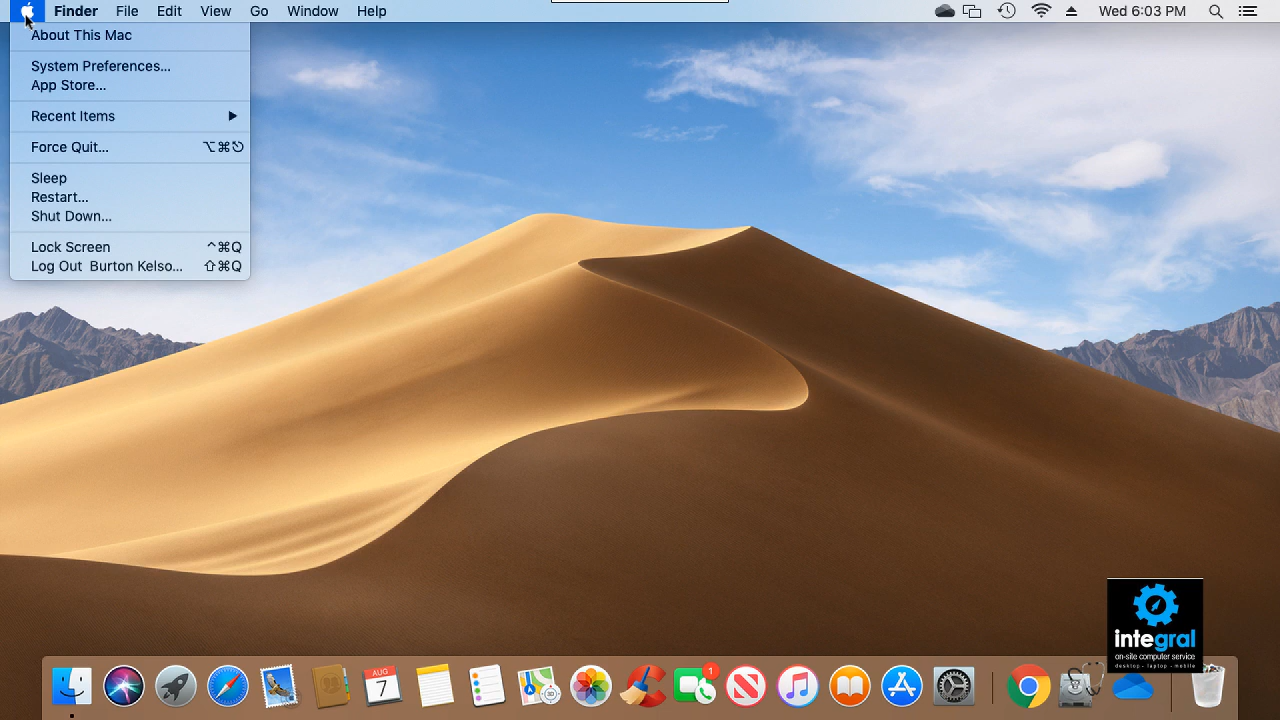 Finder File Edit View Go Window Help Wed 6:03 PM
About This Mac
System Preferences...
App Store...
Recent Items
Force Quit... ⌥⌘⎋
Sleep
Restart...
Shut Down...
Lock Screen ^⌘Q
Log Out Burton Kelso... ⇧⌘Q
integral
on-site computer service
desktop - laptop - mobile
AUG
7
3D
1